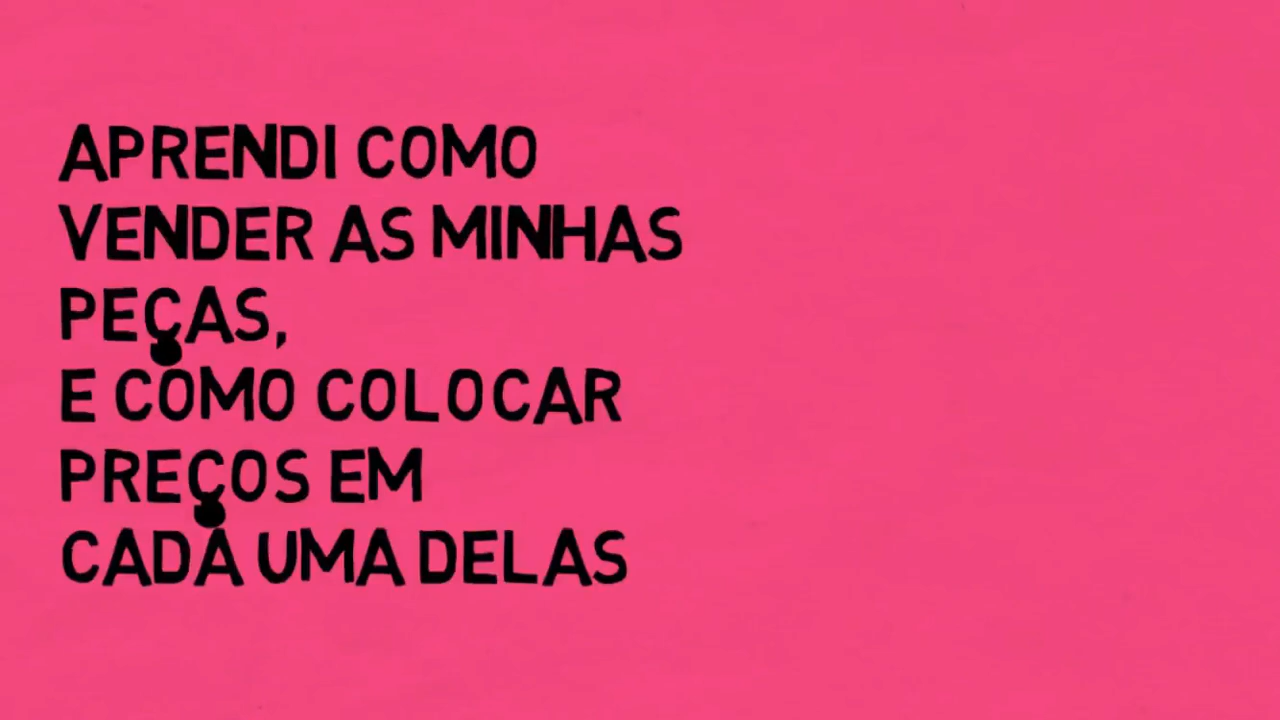 APRENDI COMO
VENDER AS MINHAS
PEÇAS,
E COMO COLOCAR
PREÇOS EM
CADA UMA DELAS